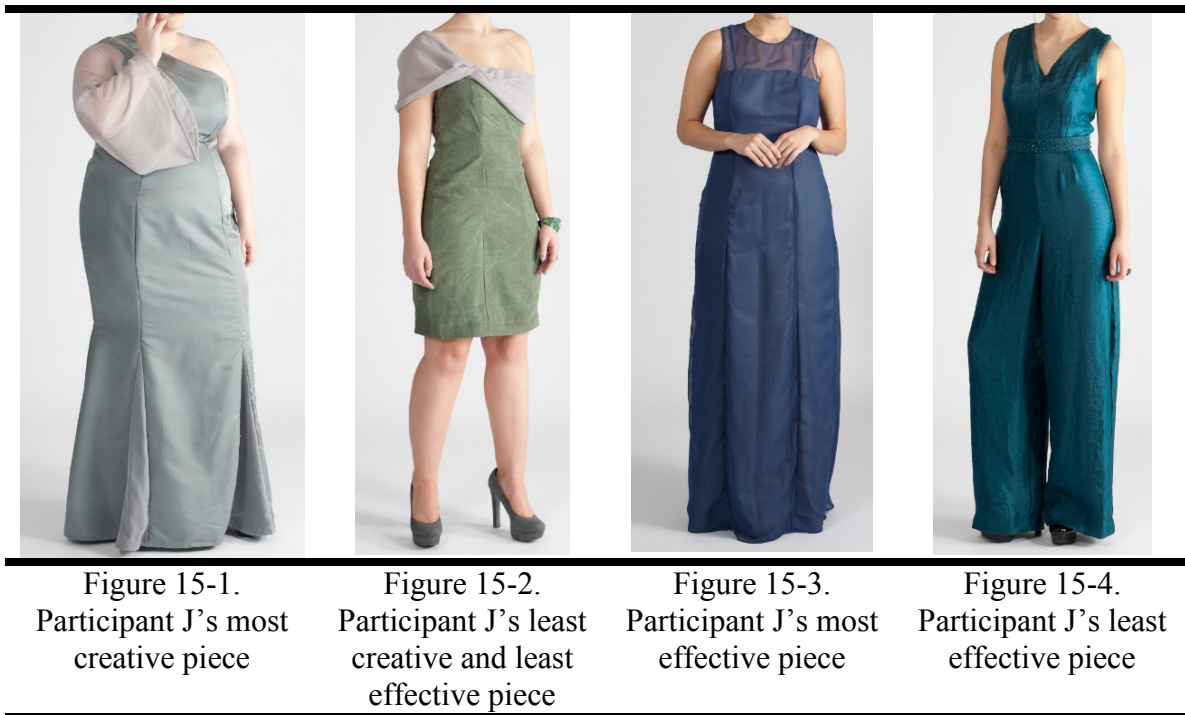 Figure 15-1.
Participant J’s most
creative piece
Figure 15-2.
Participant J’s least
creative and least
effective piece
Figure 15-3.
Participant J’s most
effective piece
Figure 15-4.
Participant J’s least
effective piece